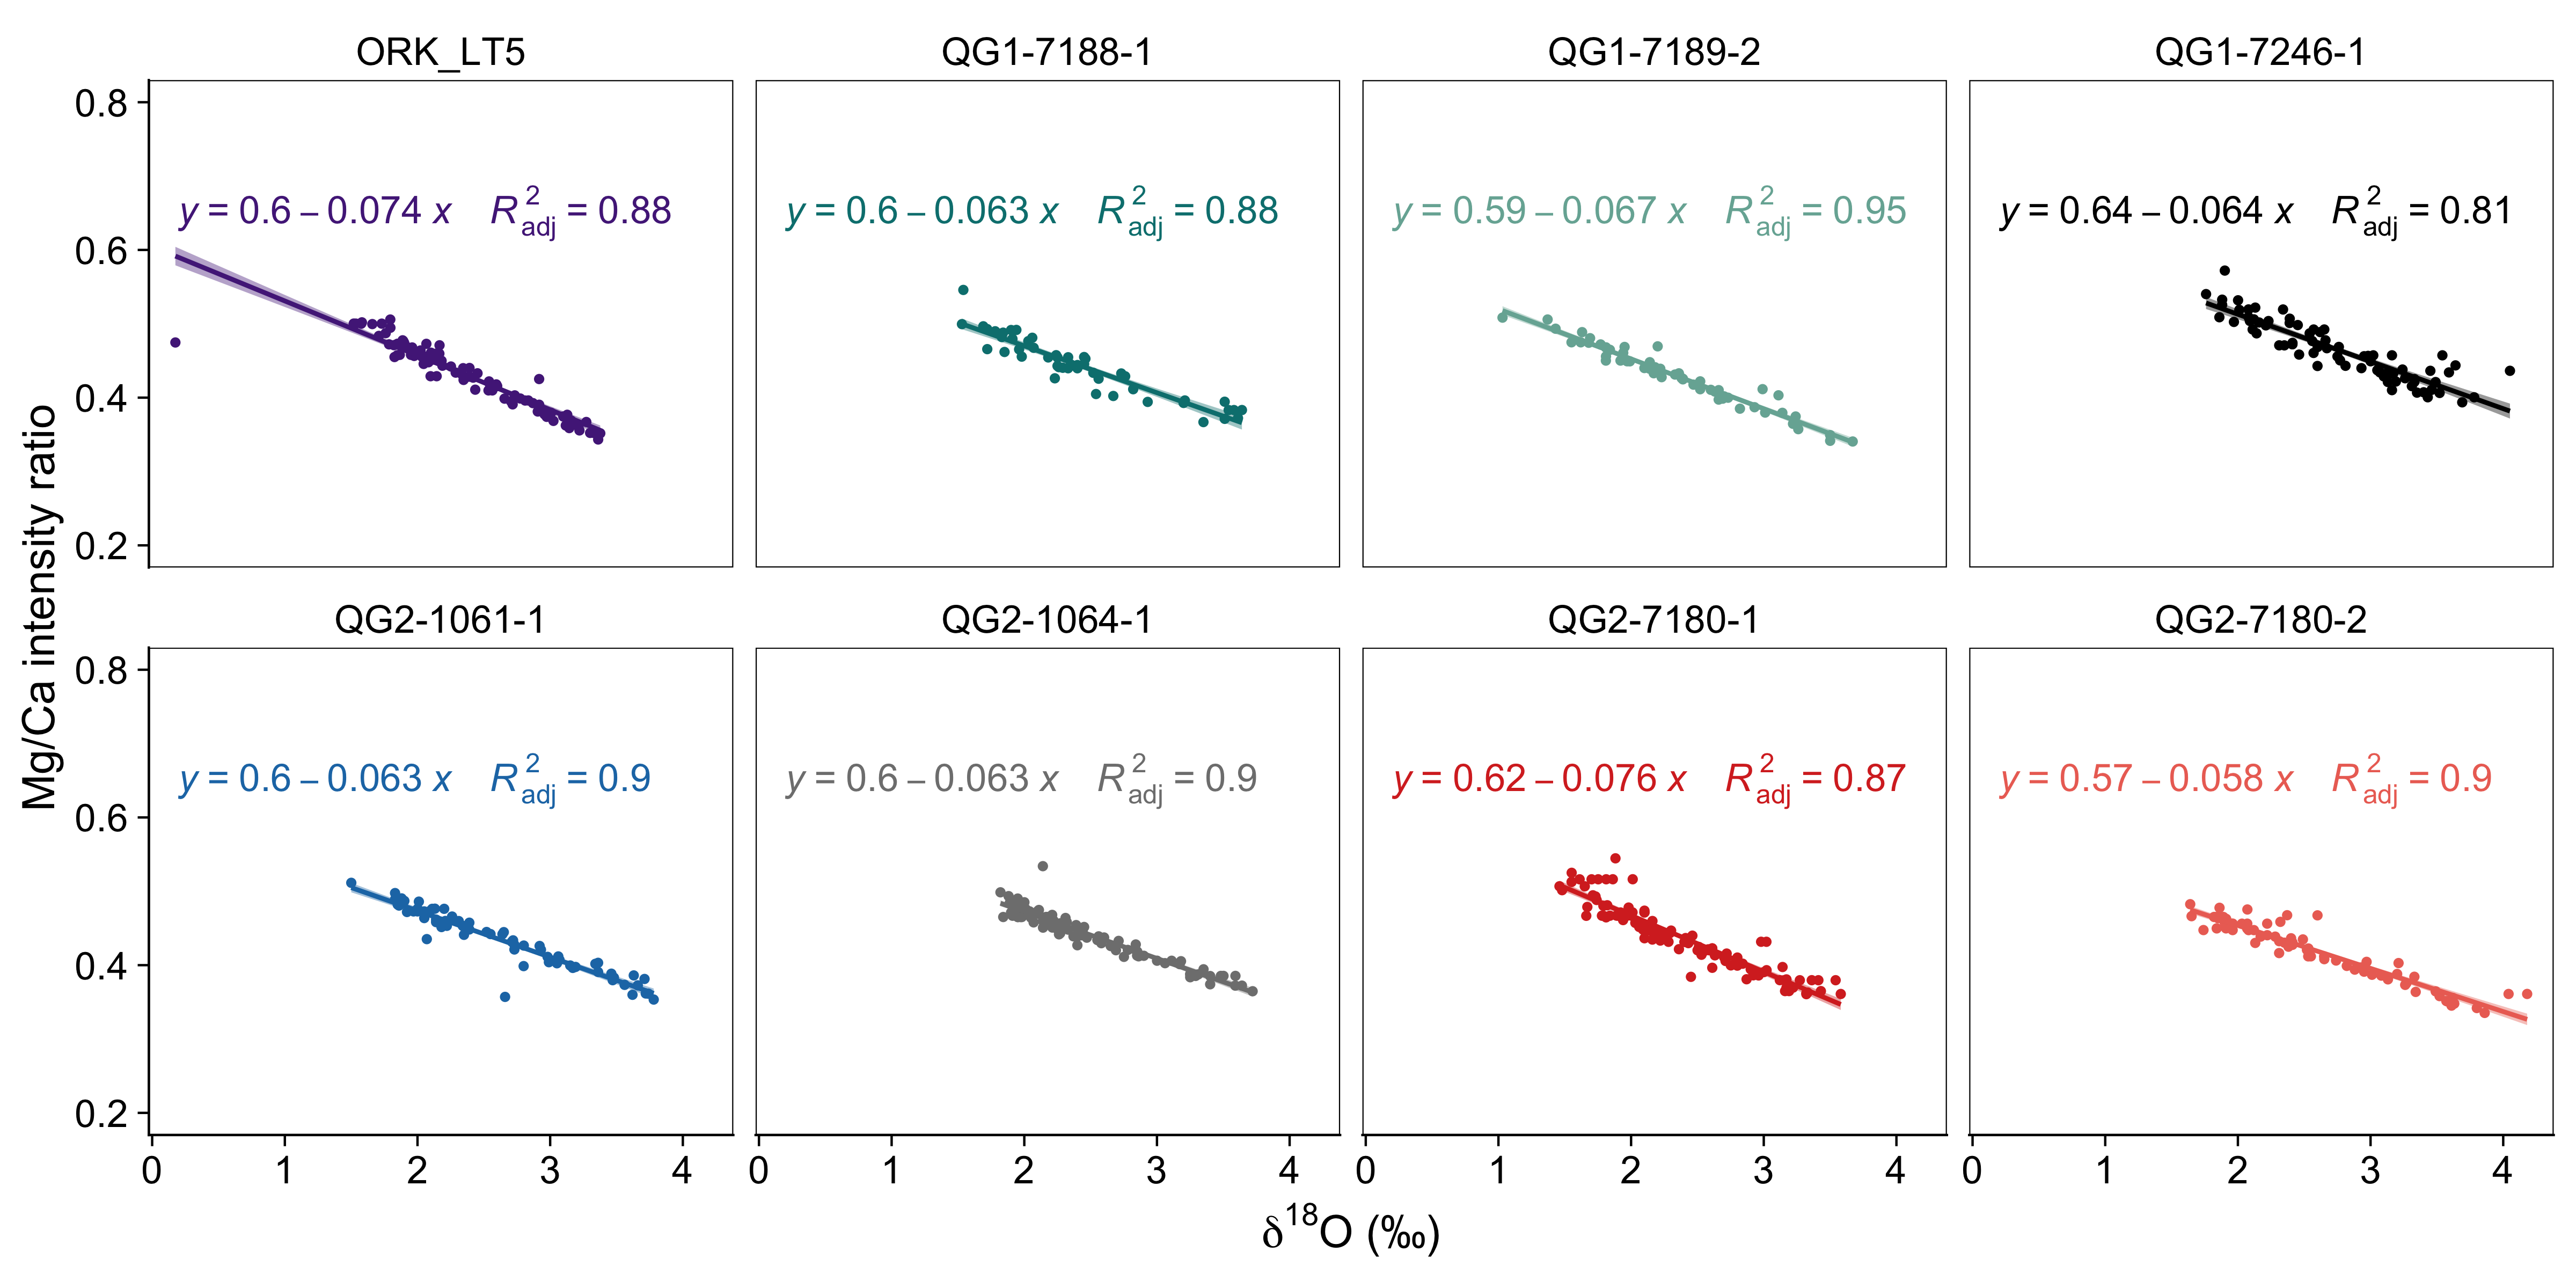 ORK_LT5 QG1-7188-1 QG1-7189-2 QG1-7246-1
0.8
y = 0.6 – 0.074 x R²adj = 0.88 y = 0.6 – 0.063 x R²adj = 0.88 y = 0.59 – 0.067 x R²adj = 0.95 y = 0.64 – 0.064 x R²adj = 0.81
0.6
0.4
0.2
Mg/Ca intensity ratio
QG2-1061-1 QG2-1064-1 QG2-7180-1 QG2-7180-2
0.8
y = 0.6 – 0.063 x R²adj = 0.9 y = 0.6 – 0.063 x R²adj = 0.9 y = 0.62 – 0.076 x R²adj = 0.87 y = 0.57 – 0.058 x R²adj = 0.9
0.6
0.4
0.2
0 1 2 3 4 0 1 2 3 4 0 1 2 3 4 0 1 2 3 4
δ¹⁸O (‰)